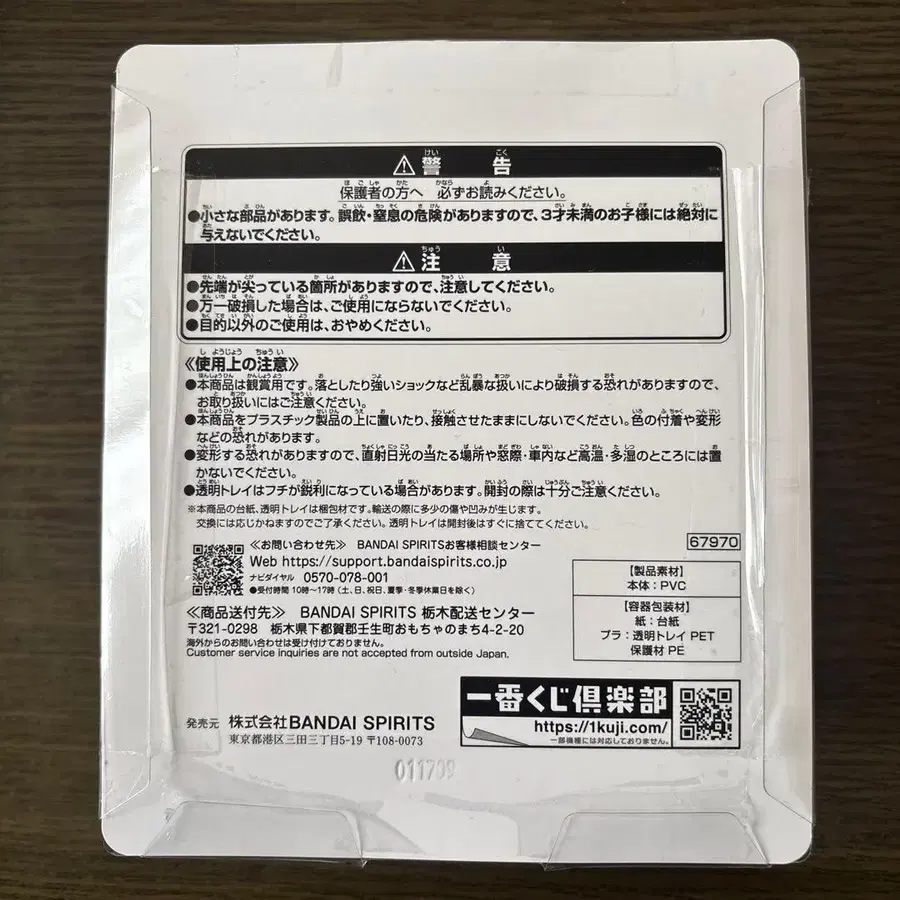 ⚠警告
保護者の方へ 必ずお読みください。
●小さな部品があります。誤飲・窒息の危険がありますので、3才未満のお子様には絶対に
与えないでください。
⚠注意
●先端が尖っている箇所がありますので、注意してください。
●万一破損した場合は、ご使用にならないでください。
●目的以外のご使用は、おやめください。
《使用上の注意》
●本商品は観賞用です。落としたり強いショックなど乱暴な扱いにより破損する恐れがありますので、
お取り扱いにはご注意ください。
●本商品をプラスチック製品の上に置いたり、接触させたままにしないでください。色の付着や変形
などの恐れがあります。
●変形する恐れがありますので、直射日光の当たる場所や窓際・車内など高温・多湿のところには置
かないでください。
●透明トレイはフチが鋭利になっている場合があります。開封の際は十分ご注意ください。
※本商品の台紙、透明トレイは梱包材です。輸送の際に多少の傷や凹みが生じます。
交換には応じかねますのでご了承ください。透明トレイは開封後はすぐに捨ててください。
《お問い合わせ先》 BANDAI SPIRITSお客様相談センター
Web https://support.bandaispirits.co.jp
ナビダイヤル 0570-078-001
●受付時間 10時〜17時(土、日、祝日、夏季・冬季休業日を除く)
《商品送付先》 BANDAI SPIRITS 栃木配送センター
〒321-0298 栃木県下都賀郡壬生町おもちゃのまち4-2-20
海外からのお問い合わせは受け付けておりません。
Customer service inquiries are not accepted from outside Japan.
67970
【製品素材】
本体:PVC
【容器包装材】
紙:台紙
プラ:透明トレイ PET
保護材 PE
発売元 株式会社BANDAI SPIRITS
東京都港区三田三丁目5-19 〒108-0073
一番くじ倶楽部
https://1kuji.com/
一部機種には対応しておりません。
011709